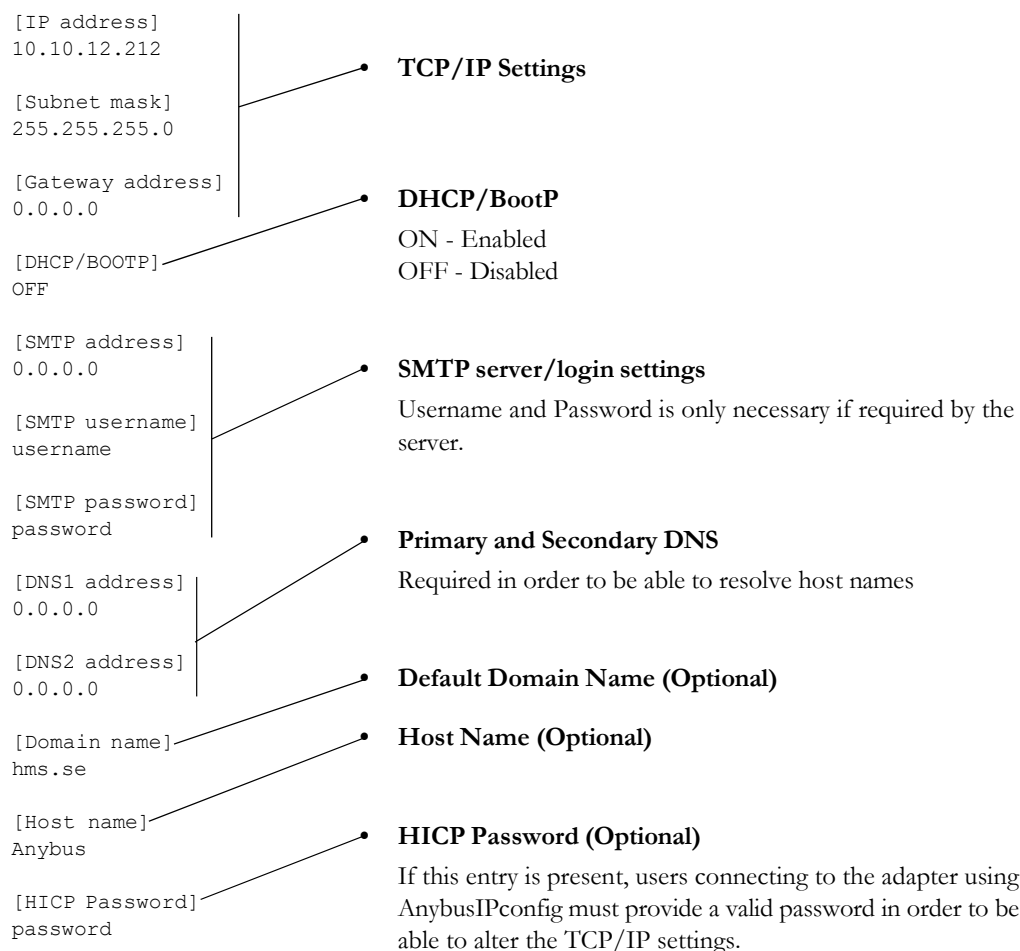 [IP address]
10.10.12.212
[Subnet mask]
255.255.255.0
[Gateway address]
0.0.0.0
[DHCP/BOOTP]
OFF
[SMTP address]
0.0.0.0
[SMTP username]
username
[SMTP password]
password
[DNS1 address]
0.0.0.0
[DNS2 address]
0.0.0.0
[Domain name]
hms.se
[Host name]
Anybus
[HICP Password]
password
• TCP/IP Settings
• DHCP/BootP
ON - Enabled
OFF - Disabled
• SMTP server/login settings
Username and Password is only necessary if required by the
server.
• Primary and Secondary DNS
Required in order to be able to resolve host names
• Default Domain Name (Optional)
• Host Name (Optional)
• HICP Password (Optional)
If this entry is present, users connecting to the adapter using
AnybusIPconfig must provide a valid password in order to be
able to alter the TCP/IP settings.